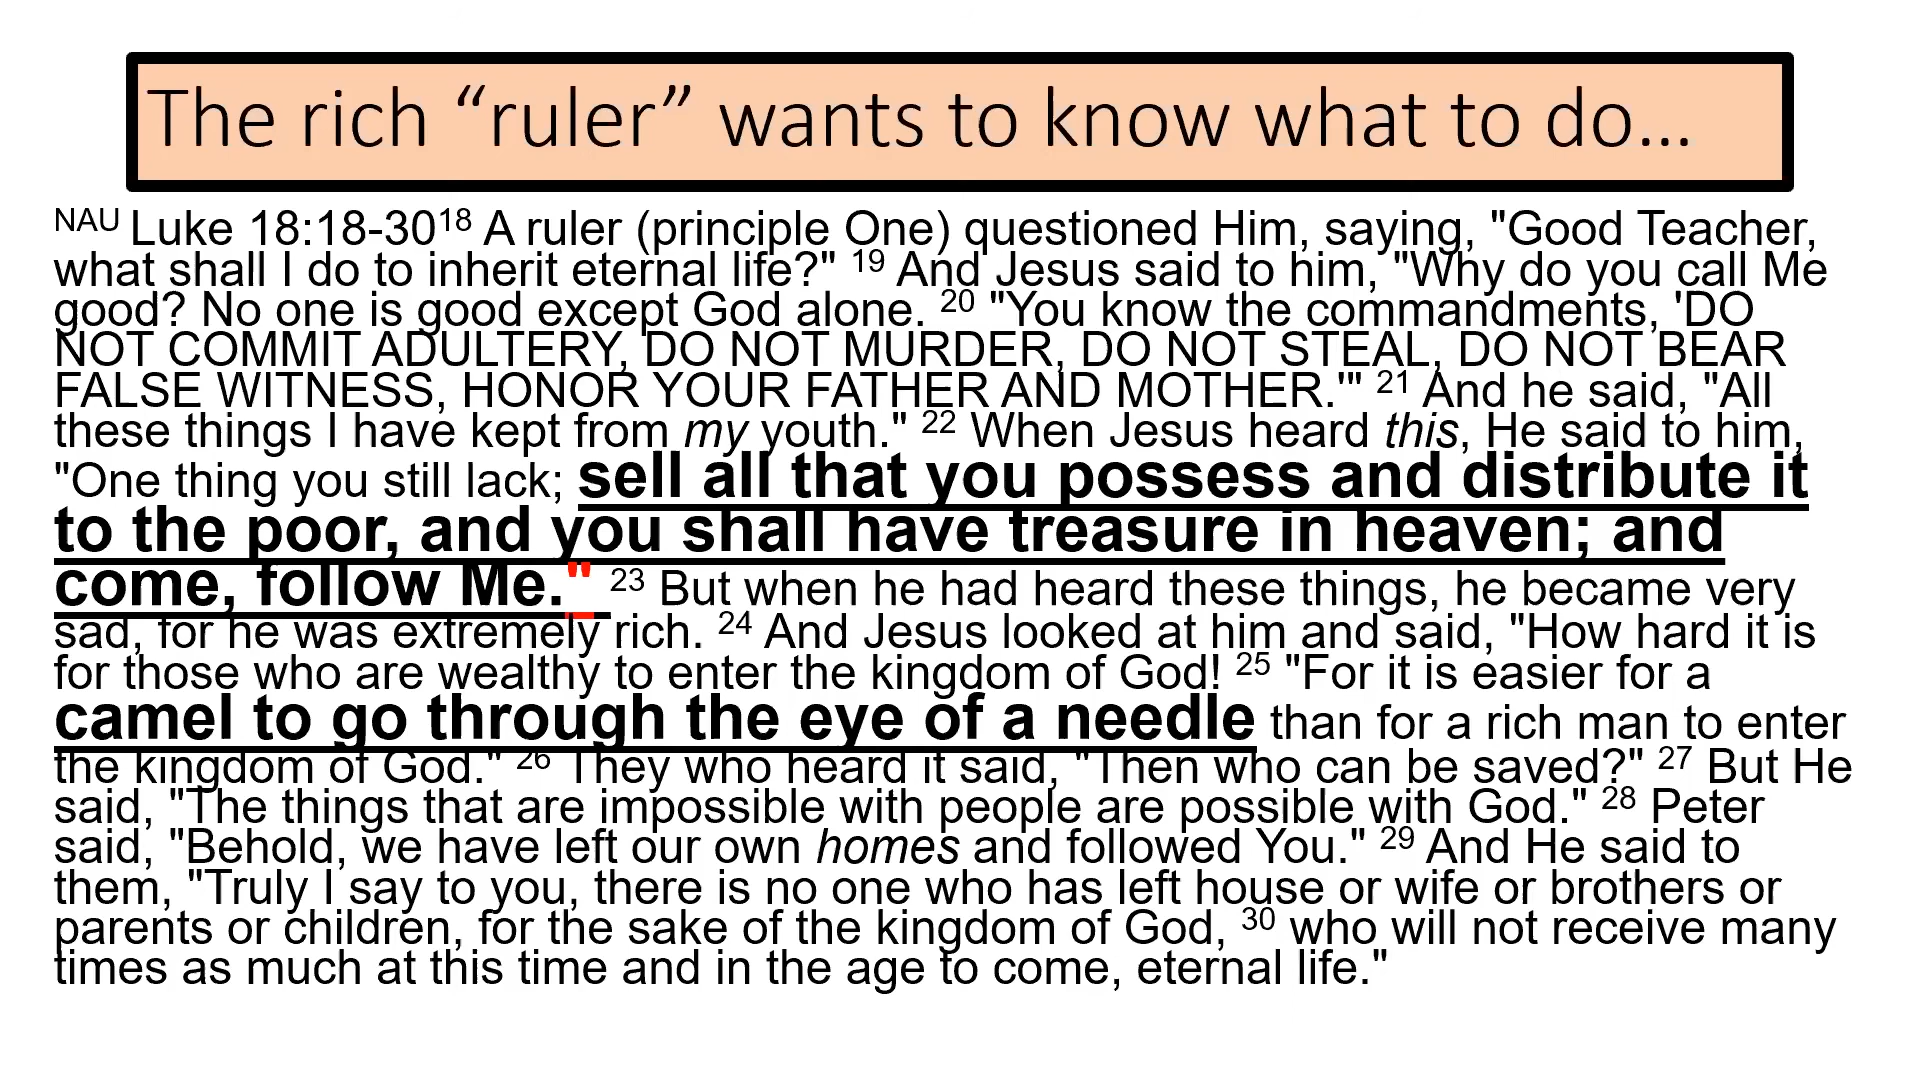 The rich “ruler” wants to know what to do…
NAU Luke 18:18-30 18 A ruler (principle One) questioned Him, saying, "Good Teacher,
what shall I do to inherit eternal life?" 19 And Jesus said to him, "Why do you call Me
good? No one is good except God alone. 20 "You know the commandments, 'DO
NOT COMMIT ADULTERY, DO NOT MURDER, DO NOT STEAL, DO NOT BEAR
FALSE WITNESS, HONOR YOUR FATHER AND MOTHER.'" 21 And he said, "All
these things I have kept from my youth." 22 When Jesus heard this, He said to him,
"One thing you still lack; sell all that you possess and distribute it
to the poor, and you shall have treasure in heaven; and
come, follow Me." 23 But when he had heard these things, he became very
sad, for he was extremely rich. 24 And Jesus looked at him and said, "How hard it is
for those who are wealthy to enter the kingdom of God! 25 "For it is easier for a
camel to go through the eye of a needle than for a rich man to enter
the kingdom of God." 26 They who heard it said, "Then who can be saved?" 27 But He
said, "The things that are impossible with people are possible with God." 28 Peter
said, "Behold, we have left our own homes and followed You." 29 And He said to
them, "Truly I say to you, there is no one who has left house or wife or brothers or
parents or children, for the sake of the kingdom of God, 30 who will not receive many
times as much at this time and in the age to come, eternal life."